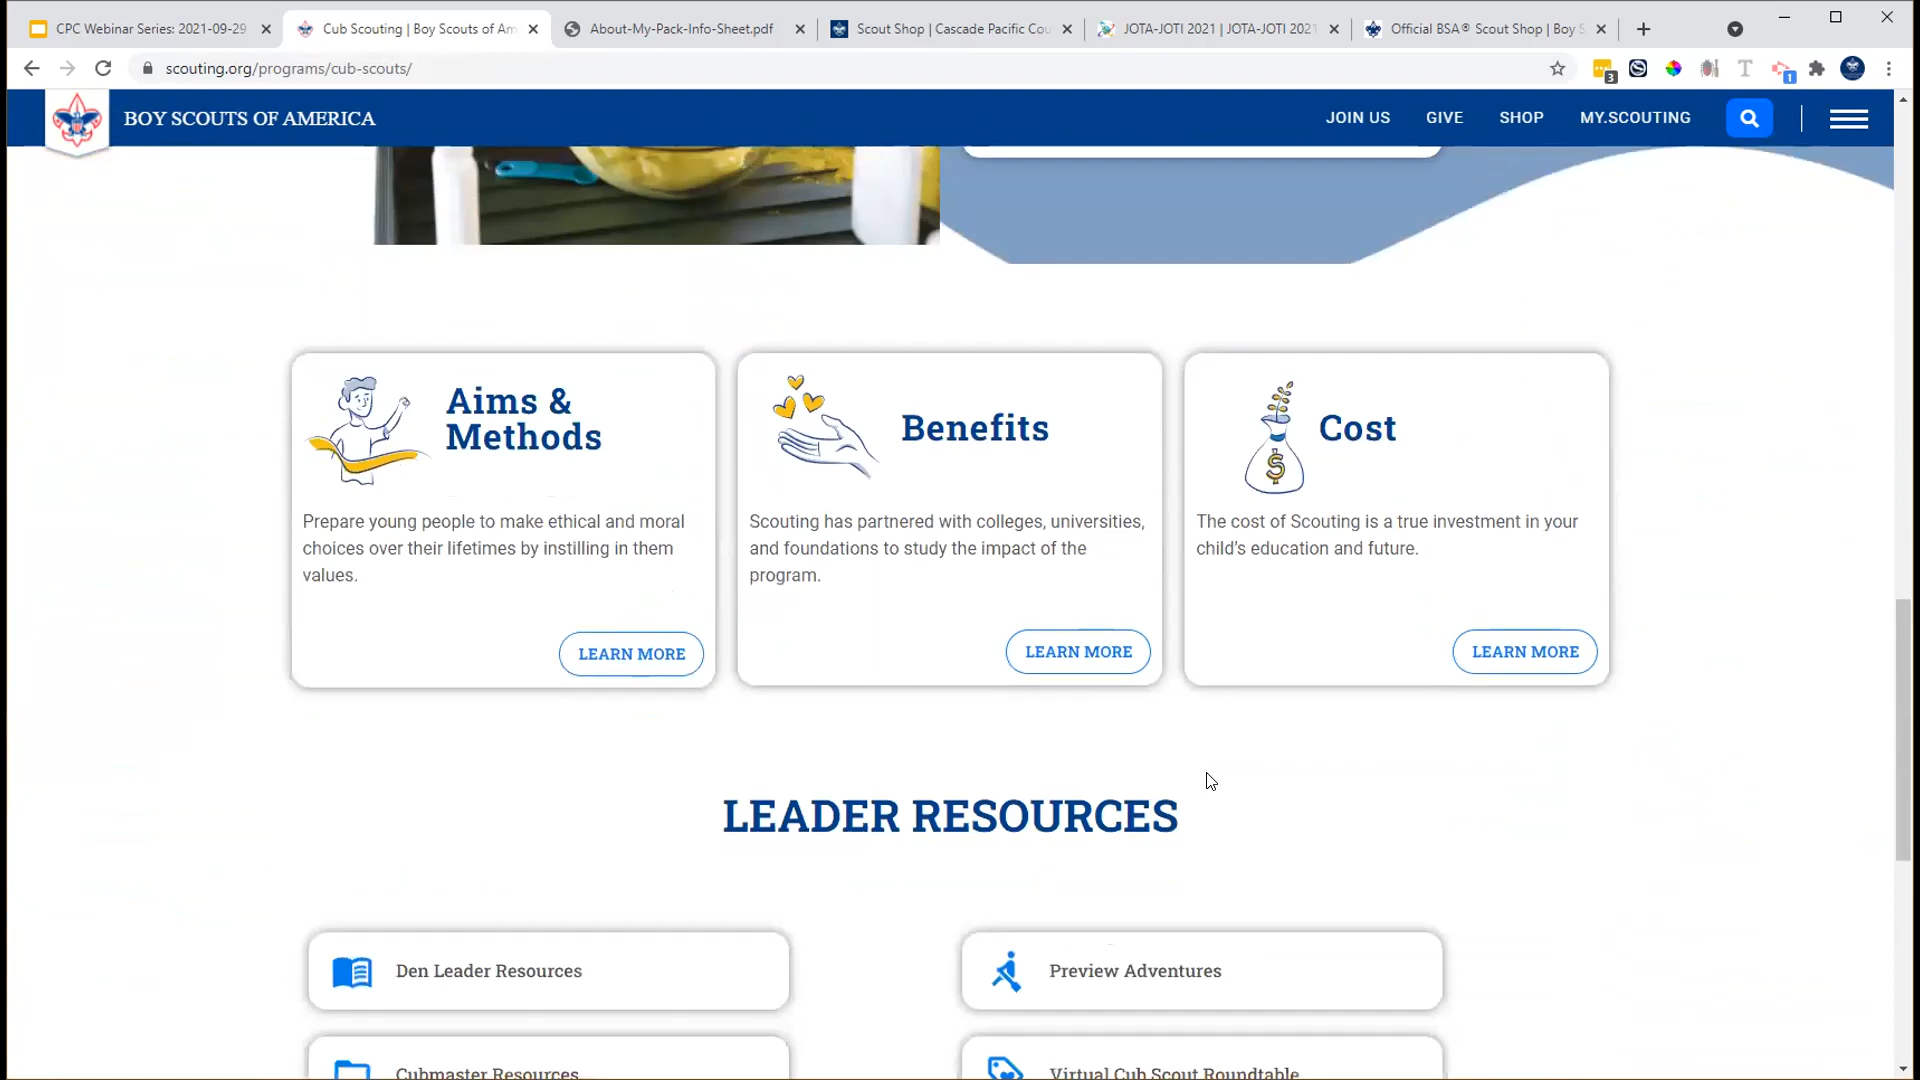 CPC Webinar Series: 2021-09-29
Cub Scouting | Boy Scouts of Am
About-My-Pack-Info-Sheet.pdf
Scout Shop | Cascade Pacific Cou
JOTA-JOTI 2021 | JOTA-JOTI 2021
Official BSA® Scout Shop | Boy S
scouting.org/programs/cub-scouts/
3
1
BOY SCOUTS OF AMERICA
JOIN US
GIVE
SHOP
MY.SCOUTING
Aims &
Methods
Prepare young people to make ethical and moral
choices over their lifetimes by instilling in them
values.
LEARN MORE
Benefits
Scouting has partnered with colleges, universities,
and foundations to study the impact of the
program.
LEARN MORE
$
Cost
The cost of Scouting is a true investment in your
child's education and future.
LEARN MORE
LEADER RESOURCES
Den Leader Resources
Preview Adventures
Cubmaster Resources
Virtual Cub Scout Roundtable